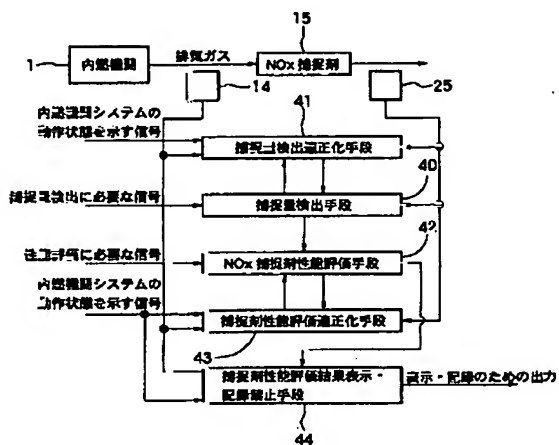 15
1
内燃機関
排気ガス
NOx 捕捉剤
14
25
41
内燃機関システムの
動作状態を示す信号
捕捉量検出適正化手段
40
捕捉量検出に必要な信号
捕捉量検出手段
42
性能評価に必要な信号
NOx 捕捉剤性能評価手段
内燃機関システムの
動作状態を示す信号
捕捉剤性能評価適正化手段
43
捕捉剤性能評価結果表示・
記録禁止手段
表示・記録のための出力
44